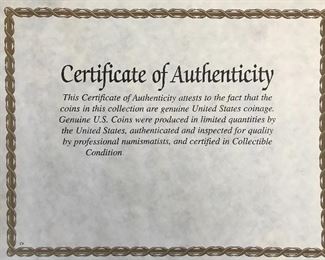 Certificate of Authenticity
This Certificate of Authenticity attests to the fact that the
coins in this collection are genuine United States coinage.
Genuine U.S. Coins were produced in limited quantities by
the United States, authenticated and inspected for quality
by professional numismatists, and certified in Collectible
Condition